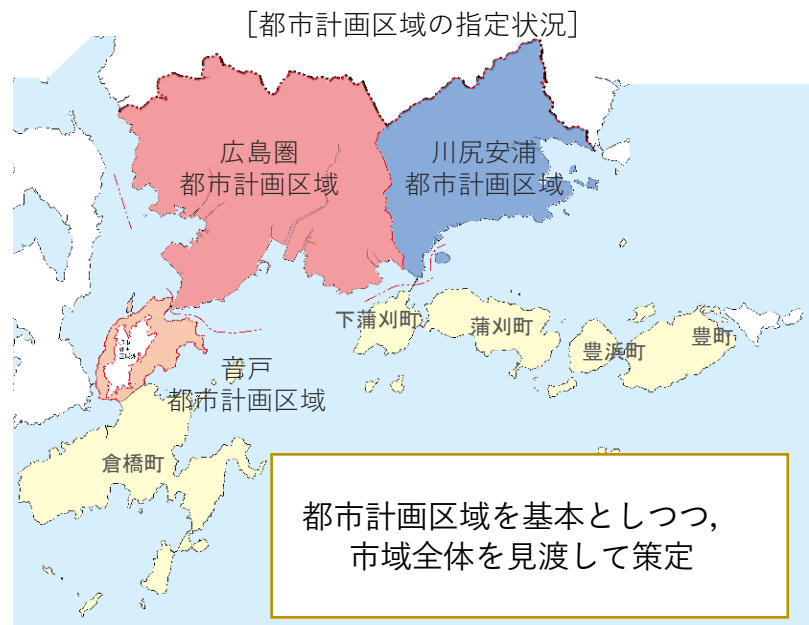 ［都市計画区域の指定状況］
広島圏
都市計画区域
川尻安浦
都市計画区域
下蒲刈町
蒲刈町
豊浜町
豊町
音戸
都市計画区域
倉橋町
都市計画区域を基本としつつ，
市域全体を見渡して策定